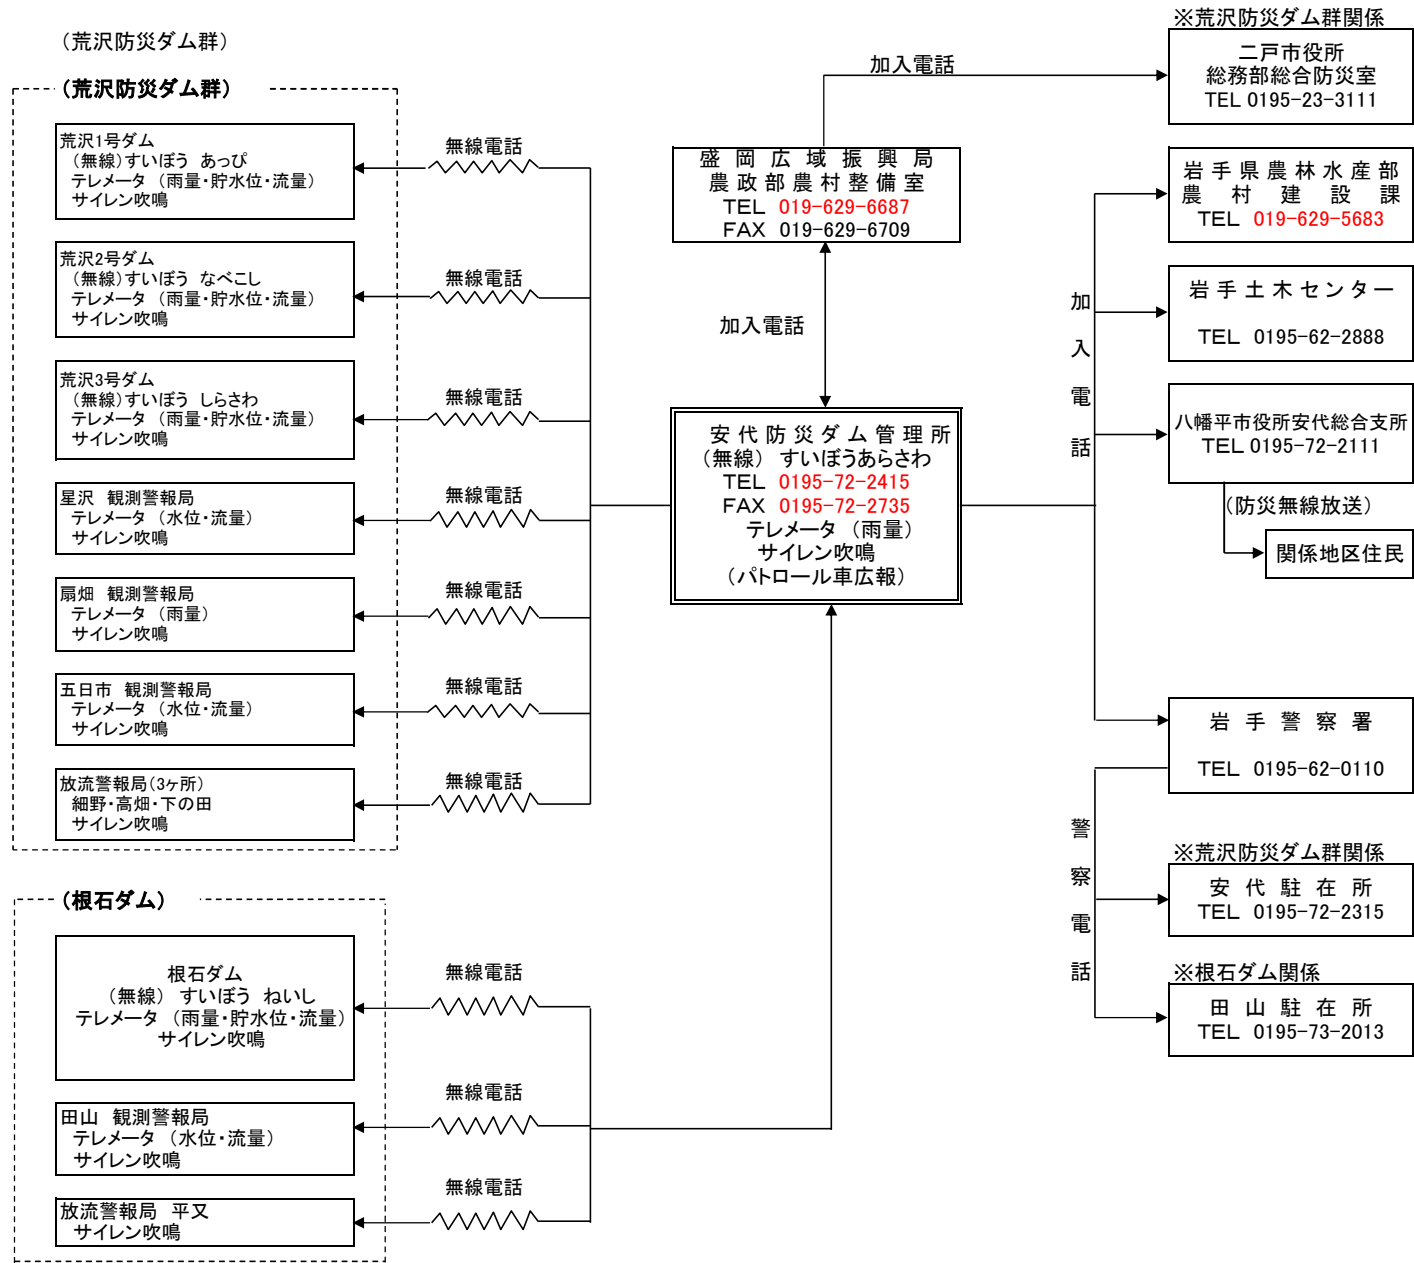 (荒沢防災ダム群)
(荒沢防災ダム群)
荒沢1号ダム
(無線)すいぼう あっぴ
テレメータ (雨量・貯水位・流量)
サイレン吹鳴
無線電話
荒沢2号ダム
(無線)すいぼう なべこし
テレメータ (雨量・貯水位・流量)
サイレン吹鳴
無線電話
荒沢3号ダム
(無線)すいぼう しらさわ
テレメータ (雨量・貯水位・流量)
サイレン吹鳴
無線電話
星沢 観測警報局
テレメータ (水位・流量)
サイレン吹鳴
無線電話
扇畑 観測警報局
テレメータ (雨量)
サイレン吹鳴
無線電話
五日市 観測警報局
テレメータ (水位・流量)
サイレン吹鳴
無線電話
放流警報局(3ヶ所)
細野・高畑・下の田
サイレン吹鳴
無線電話
(根石ダム)
根石ダム
(無線) すいぼう ねいし
テレメータ (雨量・貯水位・流量)
サイレン吹鳴
無線電話
田山 観測警報局
テレメータ (水位・流量)
サイレン吹鳴
無線電話
放流警報局 平又
サイレン吹鳴
無線電話
加入電話
盛岡広域振興局
農政部農村整備室
TEL 019-629-6687
FAX 019-629-6709
加入電話
安代防災ダム管理所
(無線) すいぼうあらさわ
TEL 0195-72-2415
FAX 0195-72-2735
テレメータ (雨量)
サイレン吹鳴
(パトロール車広報)
加入電話
警察電話
※荒沢防災ダム群関係
二戸市役所
総務部総合防災室
TEL 0195-23-3111
岩手県農林水産部
農村建設課
TEL 019-629-5683
岩手土木センター
TEL 0195-62-2888
八幡平市役所安代総合支所
TEL 0195-72-2111
(防災無線放送)
関係地区住民
岩手警察署
TEL 0195-62-0110
※荒沢防災ダム群関係
安代駐在所
TEL 0195-72-2315
※根石ダム関係
田山駐在所
TEL 0195-73-2013